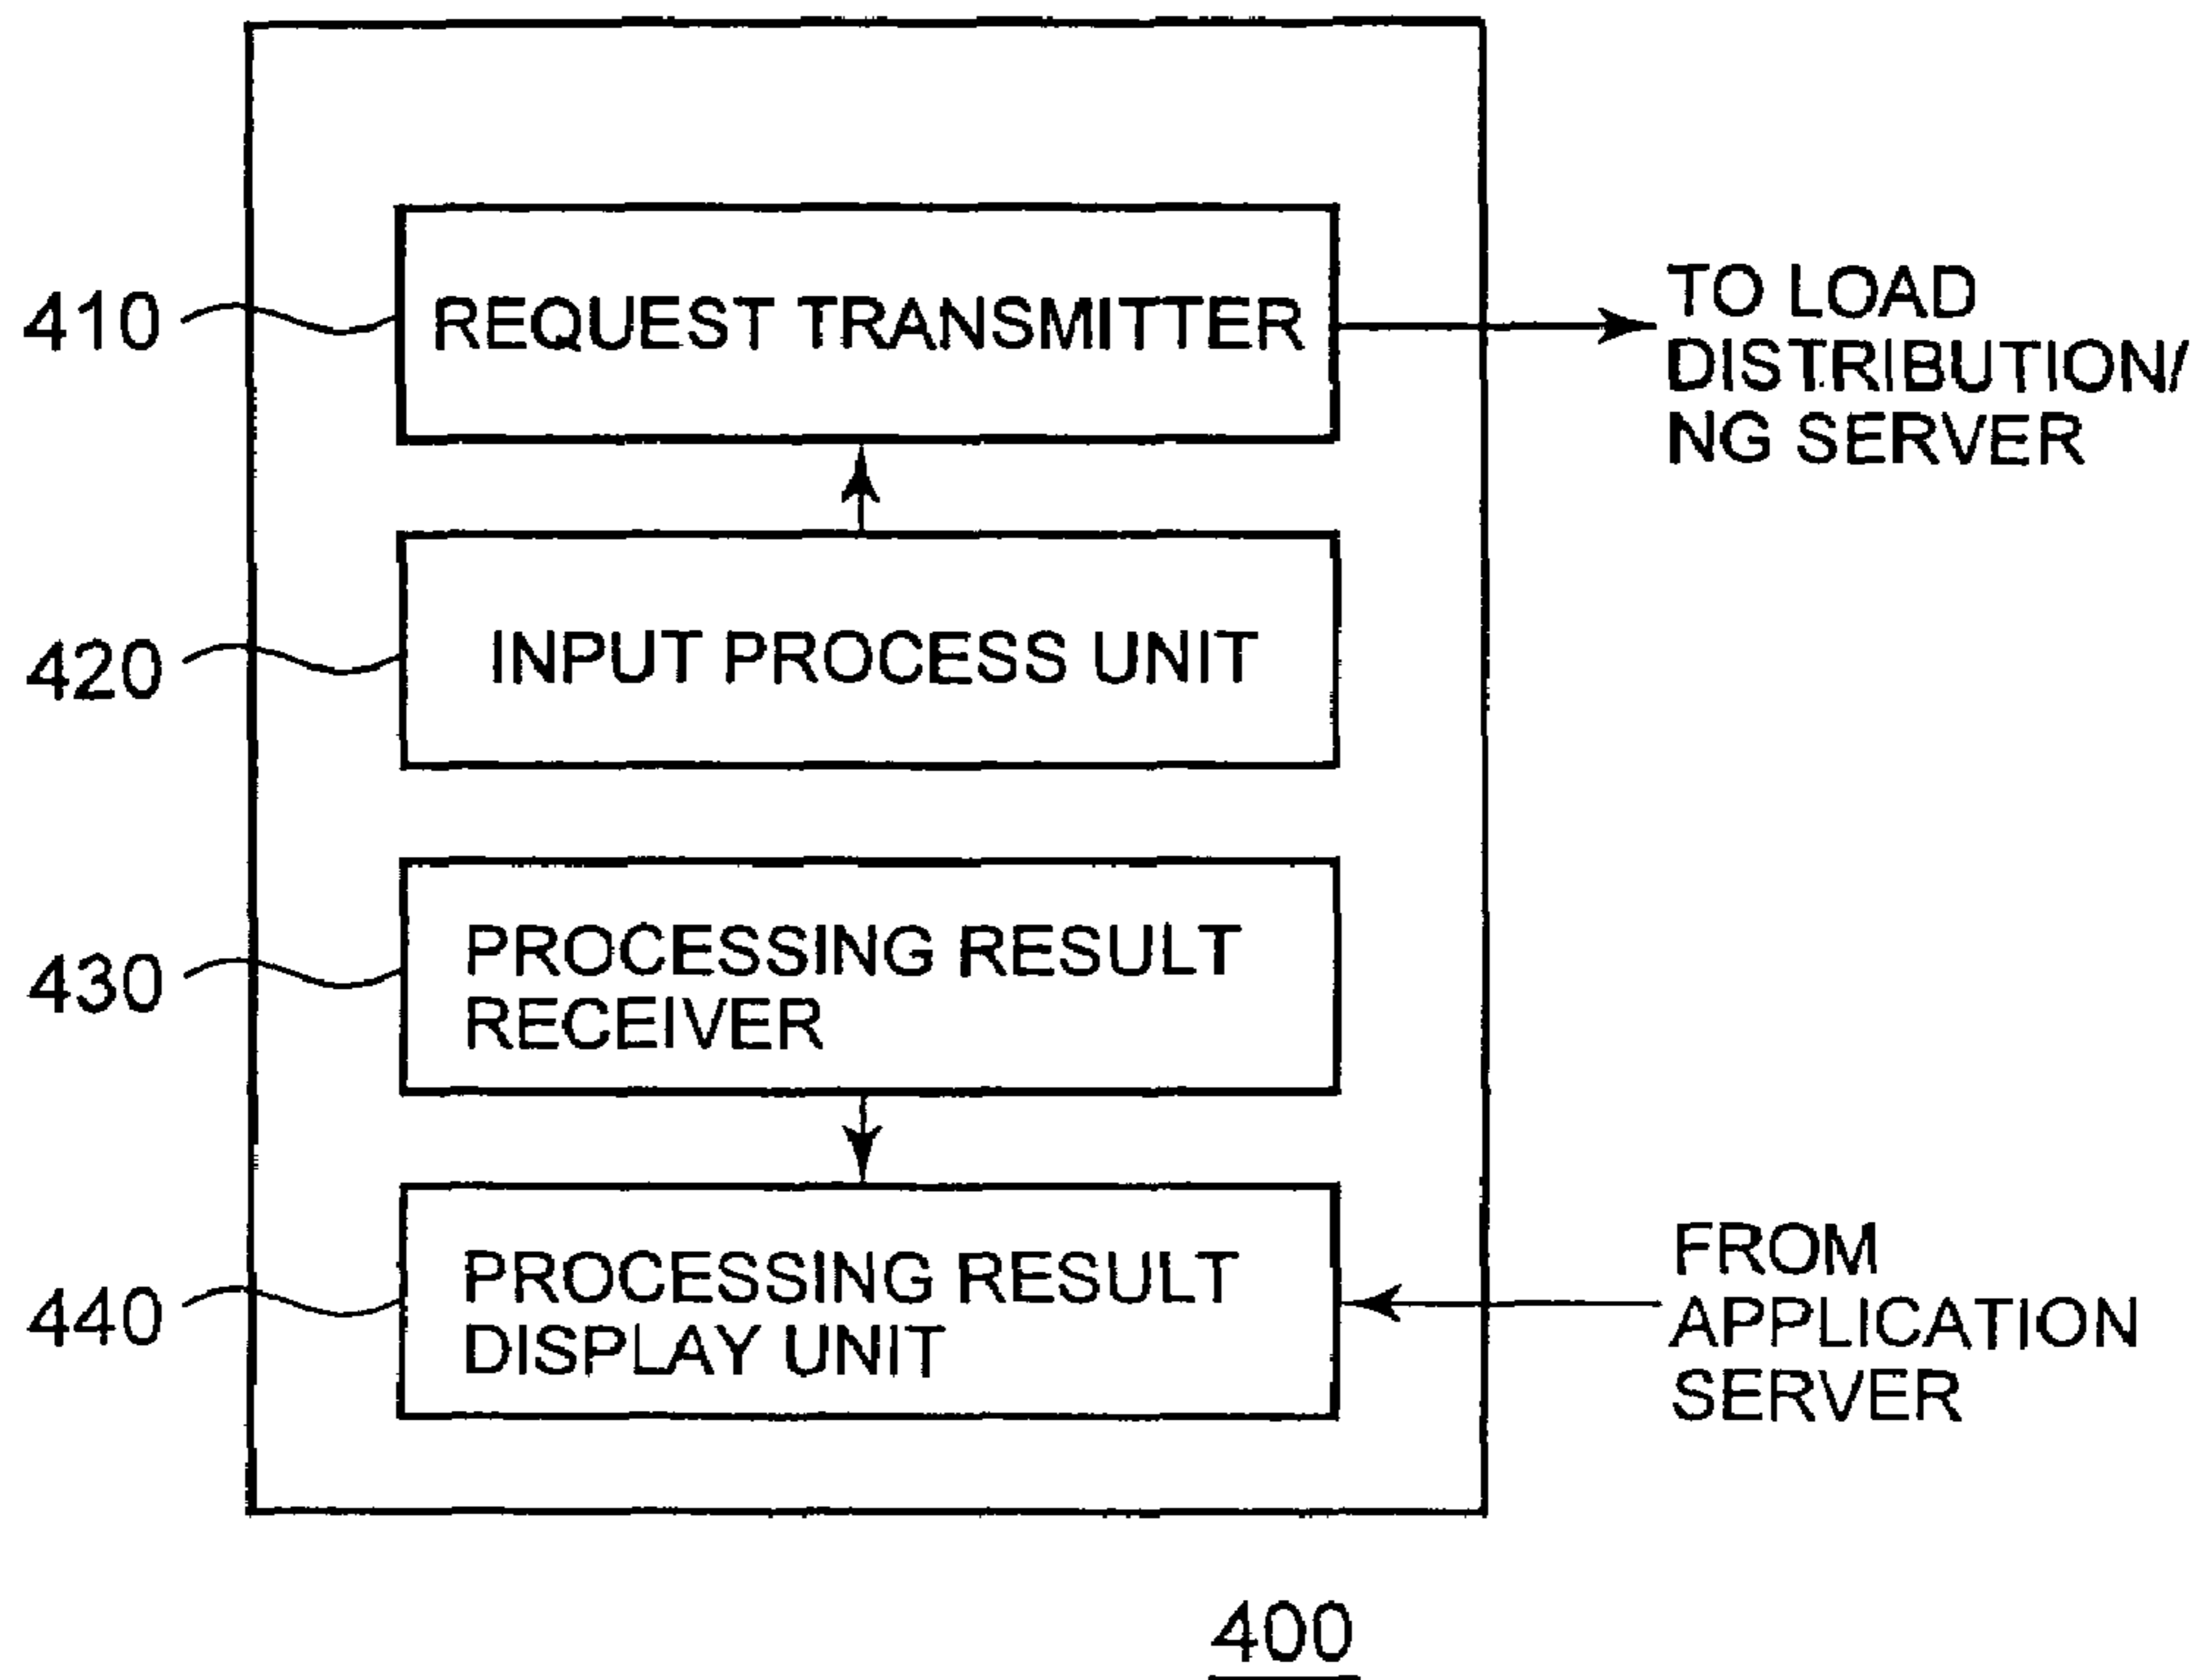 410
REQUEST TRANSMITTER
TO LOAD
DISTRIBUTION/
NG SERVER
420
INPUT PROCESS UNIT
430
PROCESSING RESULT
RECEIVER
440
PROCESSING RESULT
DISPLAY UNIT
FROM
APPLICATION
SERVER
400